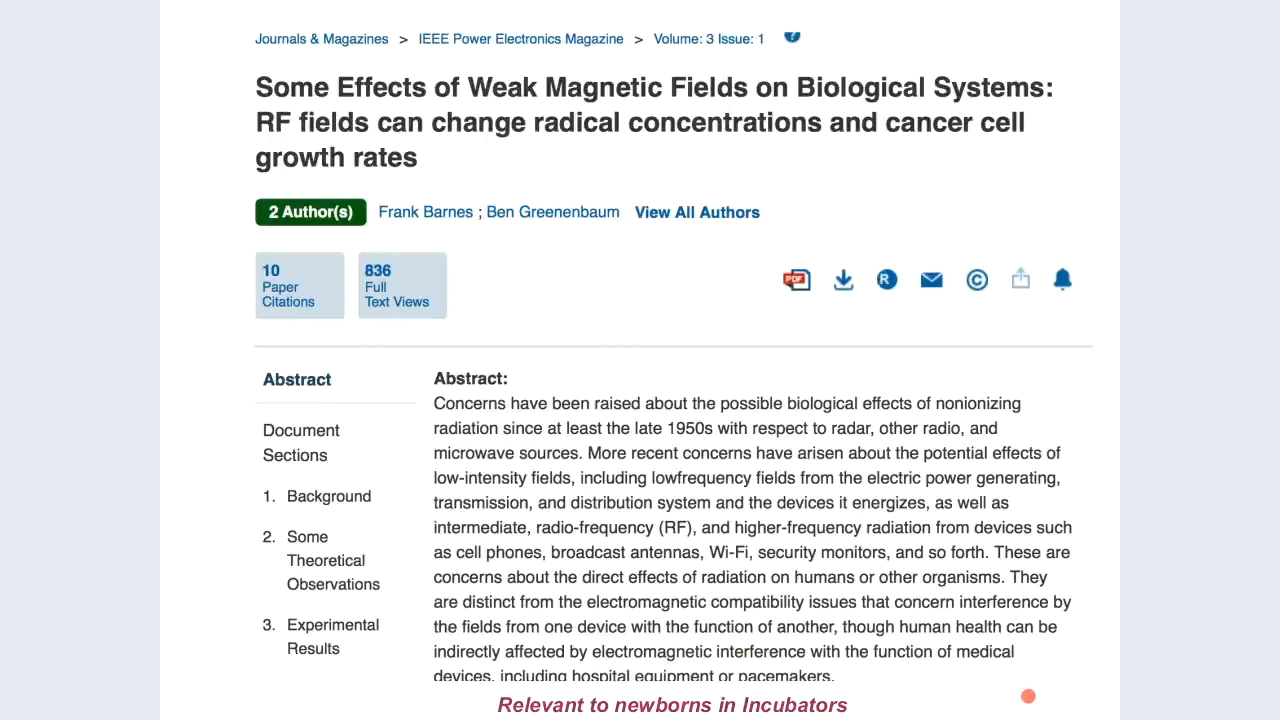 Journals & Magazines > IEEE Power Electronics Magazine > Volume: 3 Issue: 1
Some Effects of Weak Magnetic Fields on Biological Systems:
RF fields can change radical concentrations and cancer cell
growth rates
2 Author(s) Frank Barnes ; Ben Greenenbaum View All Authors
10
Paper
Citations
836
Full
Text Views
PDF
R
©
Abstract
Document
Sections
1. Background
2. Some
Theoretical
Observations
3. Experimental
Results
Abstract:
Concerns have been raised about the possible biological effects of nonionizing
radiation since at least the late 1950s with respect to radar, other radio, and
microwave sources. More recent concerns have arisen about the potential effects of
low-intensity fields, including lowfrequency fields from the electric power generating,
transmission, and distribution system and the devices it energizes, as well as
intermediate, radio-frequency (RF), and higher-frequency radiation from devices such
as cell phones, broadcast antennas, Wi-Fi, security monitors, and so forth. These are
concerns about the direct effects of radiation on humans or other organisms. They
are distinct from the electromagnetic compatibility issues that concern interference by
the fields from one device with the function of another, though human health can be
indirectly affected by electromagnetic interference with the function of medical
devices, including hospital equipment or pacemakers.
Relevant to newborns in Incubators